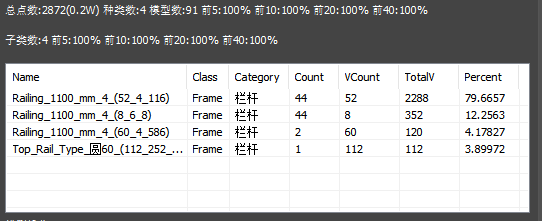 总点数:2872(0.2W) 种类数:4 模型数:91 前5:100% 前10:100% 前20:100% 前40:100%
子类数:4 前5:100% 前10:100% 前20:100% 前40:100%
Name Class Category Count VCount TotalV Percent
Railing_1100_mm_4_(52_4_116) Frame 栏杆 44 52 2288 79.6657
Railing_1100_mm_4_(8_6_8) Frame 栏杆 44 8 352 12.2563
Railing_1100_mm_4_(60_4_586) Frame 栏杆 2 60 120 4.17827
Top_Rail_Type_圆60_(112_252_... Frame 栏杆 1 112 112 3.89972